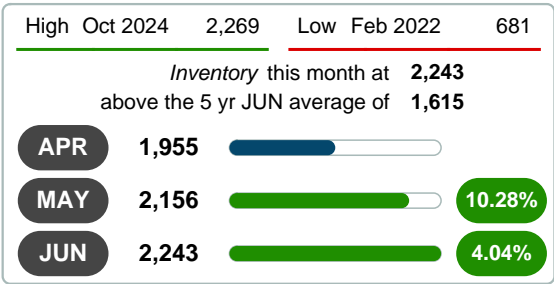 High Oct 2024 2,269 Low Feb 2022 681
Inventory this month at 2,243
above the 5 yr JUN average of 1,615
APR 1,955
MAY 2,156 10.28%
JUN 2,243 4.04%